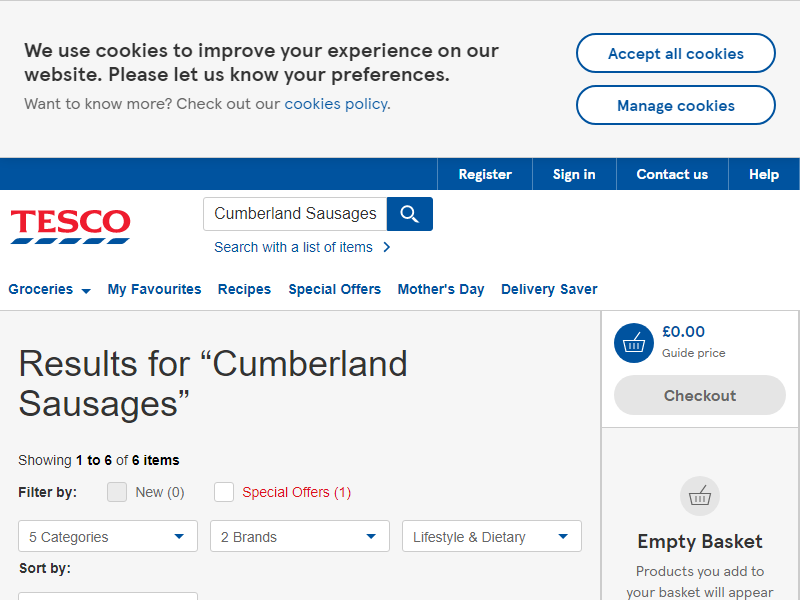 We use cookies to improve your experience on our
website. Please let us know your preferences.
Want to know more? Check out our cookies policy.
Accept all cookies
Manage cookies
Register
Sign in
Contact us
Help
TESCO
Cumberland Sausages
Search with a list of items
Groceries
My Favourites
Recipes
Special Offers
Mother's Day
Delivery Saver
Results for “Cumberland
Sausages”
Showing 1 to 6 of 6 items
Filter by:
New (0)
Special Offers (1)
5 Categories
2 Brands
Lifestyle & Dietary
Sort by:
£0.00
Guide price
Checkout
Empty Basket
Products you add to
your basket will appear